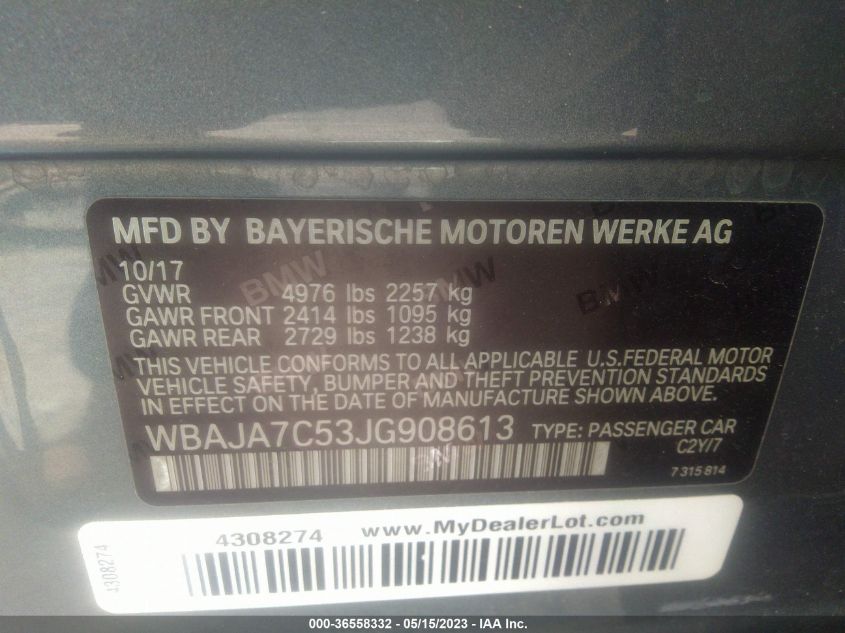 MFD BY BAYERISCHE MOTOREN WERKE AG
10/17
GVWR 4976 lbs 2257 kg
GAWR FRONT 2414 lbs 1095 kg
GAWR REAR 2729 lbs 1238 kg
THIS VEHICLE CONFORMS TO ALL APPLICABLE U.S.FEDERAL MOTOR
VEHICLE SAFETY, BUMPER AND THEFT PREVENTION STANDARDS
IN EFFECT ON THE DATE OF MANUFACTURE SHOWN ABOVE.
WBAJA7C53JG908613 TYPE: PASSENGER CAR
C2Y/7
7 315 814
BMW
BMW
BMW
4308274 www.MyDealerLot.com
4308274
000-36558332 - 05/15/2023 - IAA Inc.